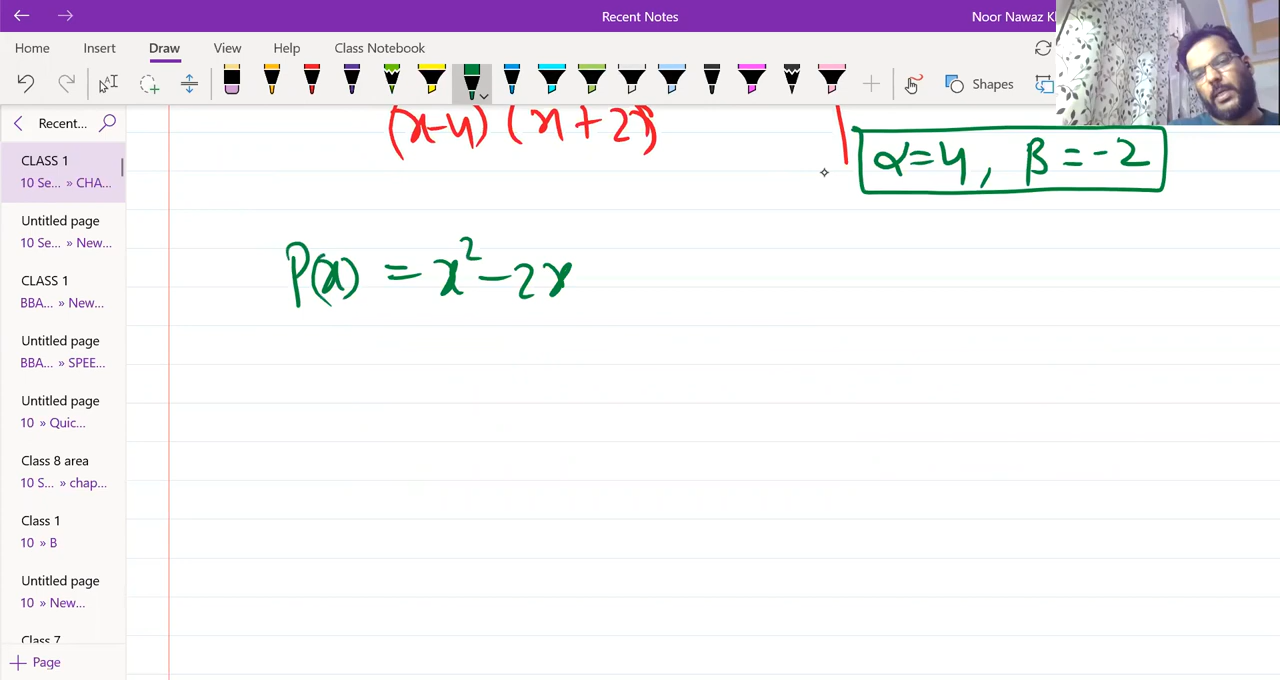 Recent Notes
Noor Nawaz K
Home Insert Draw View Help Class Notebook
Shapes
Recent...
CLASS 1
10 Se... » CHA...
Untitled page
10 Se... » New...
CLASS 1
BBA... » New...
Untitled page
BBA... » SPEE...
Untitled page
10 » Quic...
Class 8 area
10 S... » chap...
Class 1
10 » B
Untitled page
10 » New...
Class 7
+ Page
(x-4) (x+2)
α=4, β=-2
P(x) = x²-2x